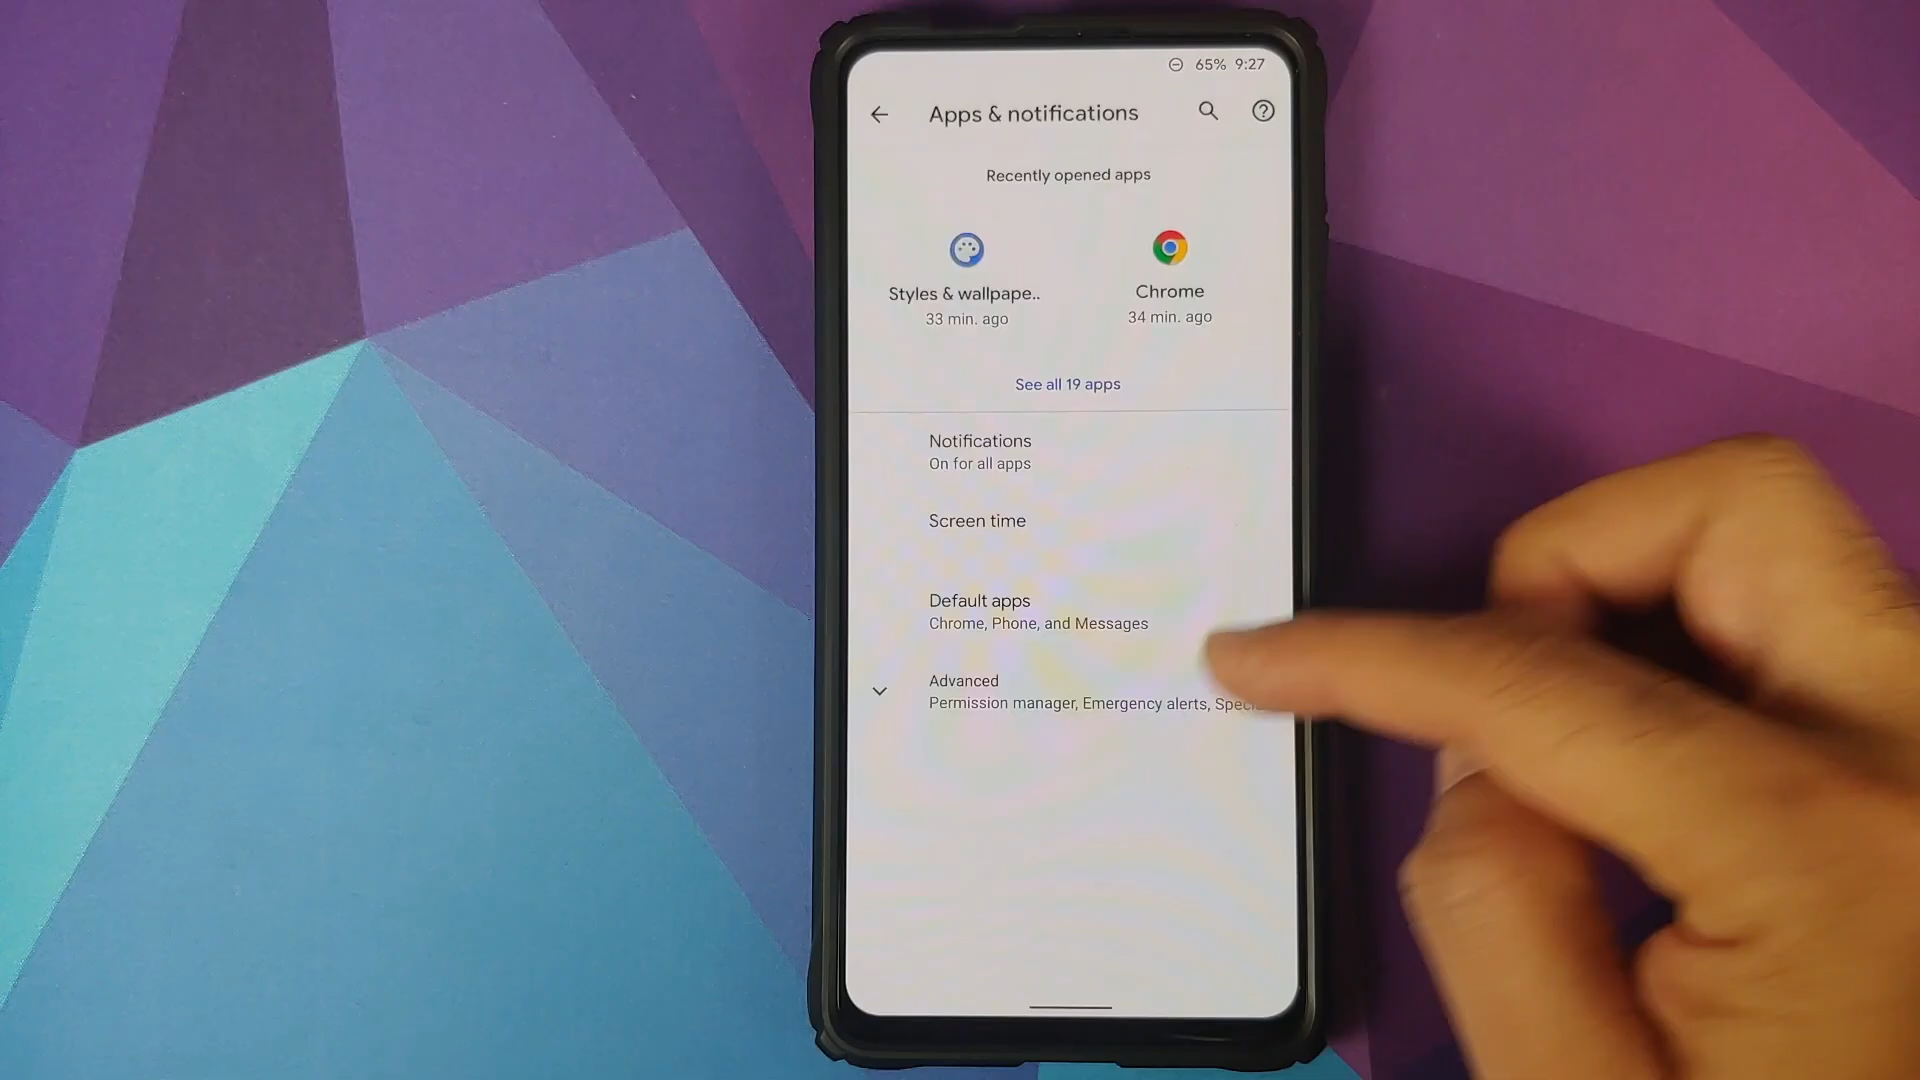 65% 9:27
Apps & notifications
Recently opened apps
Styles & wallpape..
Chrome
33 min. ago
34 min. ago
See all 19 apps
Notifications
On for all apps
Screen time
Default apps
Chrome, Phone, and Messages
Advanced
Permission manager, Emergency alerts, Speci